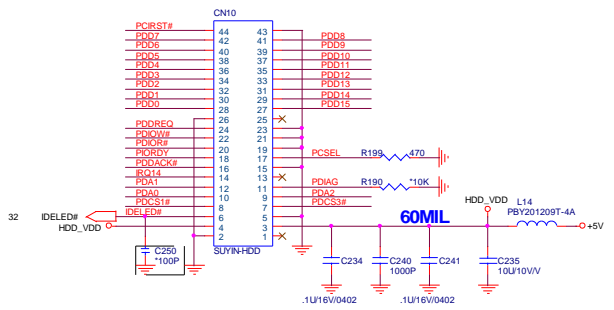 CN10
PCIRST# 44 43
PDD7 42 41 PDD8
PDD6 40 39 PDD9
PDD5 38 37 PDD10
PDD4 36 35 PDD11
PDD3 34 33 PDD12
PDD2 32 31 PDD13
PDD1 30 29 PDD14
PDD0 28 27 PDD15
26 25
PDDREQ 24 23
PDIOW# 22 21
PDIOR# 20 19
PIORDY 18 17 PCSEL R199 470
PDDACK# 16 15
IRQ14 14 13
PDA1 12 11 PDIAG R190 *10K
PDA0 10 9 PDA2
PDCS1# 8 7 PDCS3#
32 IDELED# IDELED# 6 5
HDD_VDD 4 3
2 1
SUYIN-HDD
60MIL
HDD_VDD
L14
PBY201209T-4A
+5V
C250
*100P
C234
.1U/16V/0402
C240
1000P
C241
.1U/16V/0402
C235
10U/10V/V